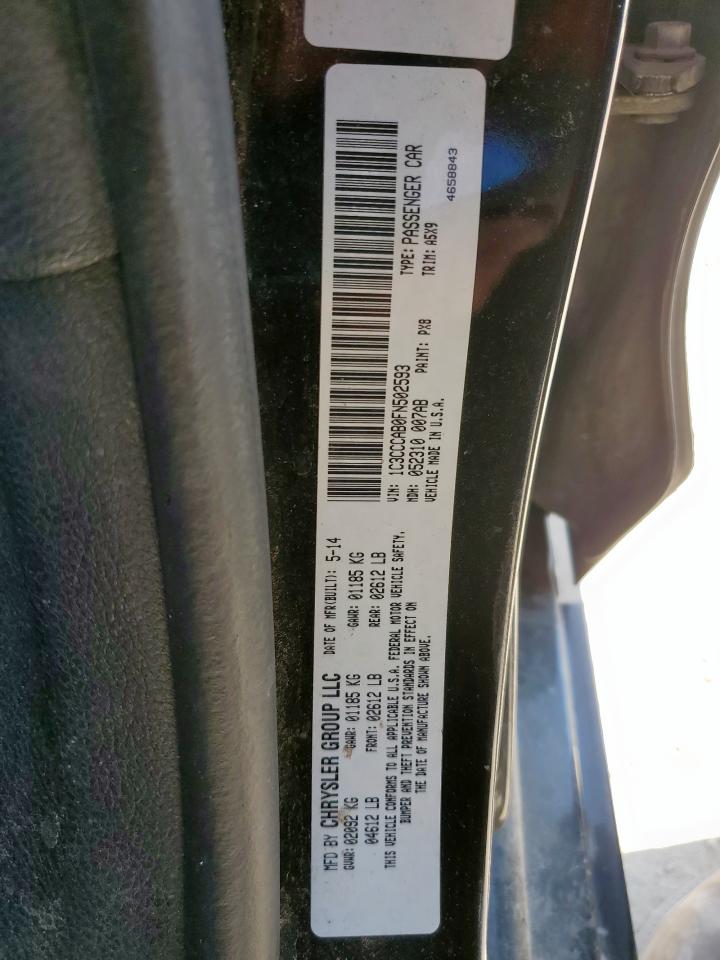 MFD BY CHRYSLER GROUP LLC DATE OF MFR(BUILT): 5-14
GVWR: 02092 KG GAWR: 01185 KG GAWR: 01185 KG
04612 LB FRONT: 02612 LB REAR: 02612 LB
THIS VEHICLE CONFORMS TO ALL APPLICABLE U.S.A. FEDERAL MOTOR VEHICLE SAFETY,
BUMPER AND THEFT PREVENTION STANDARDS IN EFFECT ON
THE DATE OF MANUFACTURE SHOWN ABOVE.
VIN: 1C3CCCAB0FN502593 TYPE: PASSENGER CAR
MDH: 052310 007AB PAINT: PX8 TRIM: A5X9
VEHICLE MADE IN U.S.A.
4658843